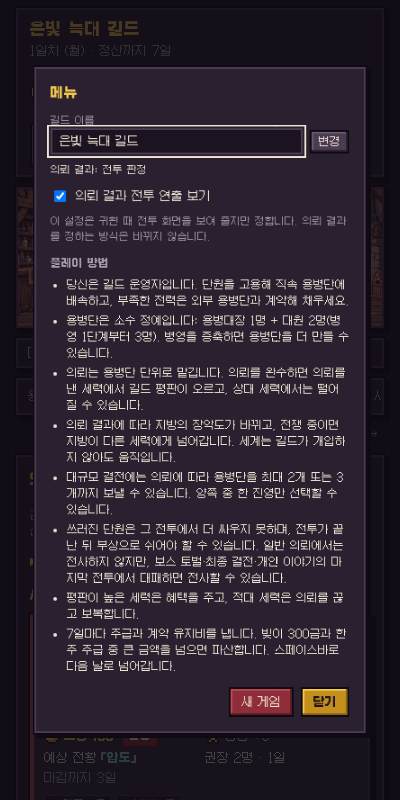 은빛 늑대 길드
1일차 (월) · 정산까지 7일
메뉴
길드 이름
은빛 늑대 길드
변경
의뢰 결과: 전투 판정
의뢰 결과 전투 연출 보기
이 설정은 귀환 때 전투 화면을 보여 줄지만 정합니다. 의뢰 결과
를 정하는 방식은 바뀌지 않습니다.
플레이 방법
• 당신은 길드 운영자입니다. 단원을 고용해 직속 용병단에
배속하고, 부족한 전력은 외부 용병단과 계약해 채우세요.
• 용병단은 소수 정예입니다: 용병대장 1명 + 대원 2명(병
영 1단계부터 3명). 병영을 증축하면 용병단을 더 만들 수
있습니다.
• 의뢰는 용병단 단위로 맡깁니다. 의뢰를 완수하면 의뢰를
낸 세력에서 길드 평판이 오르고, 상대 세력에서는 떨어
질 수 있습니다.
• 의뢰 결과에 따라 지방의 장악도가 바뀌고, 전쟁 중이면
지방이 다른 세력에게 넘어갑니다. 세계는 길드가 개입하
지 않아도 움직입니다.
• 대규모 결전에는 의뢰에 따라 용병단을 최대 2개 또는 3
개까지 보낼 수 있습니다. 양쪽 중 한 진영만 선택할 수
있습니다.
• 쓰러진 단원은 그 전투에서 더 싸우지 못하며, 전투가 끝
난 뒤 부상으로 쉬어야 할 수 있습니다. 일반 의뢰에서는
전사하지 않지만, 보스 토벌·최종 결전·개인 이야기의 마
지막 전투에서 대패하면 전사할 수 있습니다.
• 평판이 높은 세력은 혜택을 주고, 적대 세력은 의뢰를 끊
고 보복합니다.
• 7일마다 주급과 계약 유지비를 냅니다. 빚이 300금과 한
주 주급 중 큰 금액을 넘으면 파산합니다. 스페이스바로
다음 날로 넘어갑니다.
새 게임
닫기
예상 전황 「압도」
권장 2명 · 1일
마감까지 3일